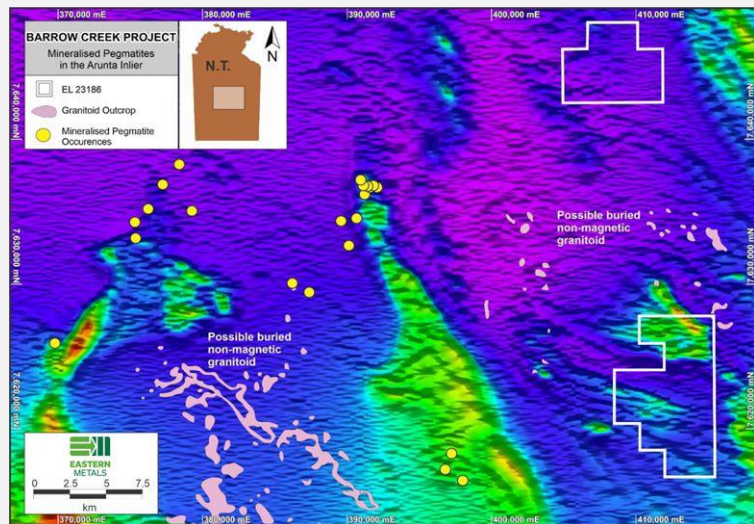 370,000 mE
380,000 mE
390,000 mE
400,000 mE
410,000 mE
BARROW CREEK PROJECT
Mineralised Pegmatites
in the Arunta Inlier
EL 23186
Granitoid Outcrop
Mineralised Pegmatite
Occurences
N.T.
N
7,640,000 mN
7,640,000 mN
Possible buried
non-magnetic
granitoid
7,630,000 mN
7,630,000 mN
Possible buried
non-magnetic
granitoid
7,620,000 mN
7,620,000 mN
EASTERN
METALS
0 2.5 5 7.5
km
370,000 mE
380,000 mE
390,000 mE
400,000 mE
410,000 mE